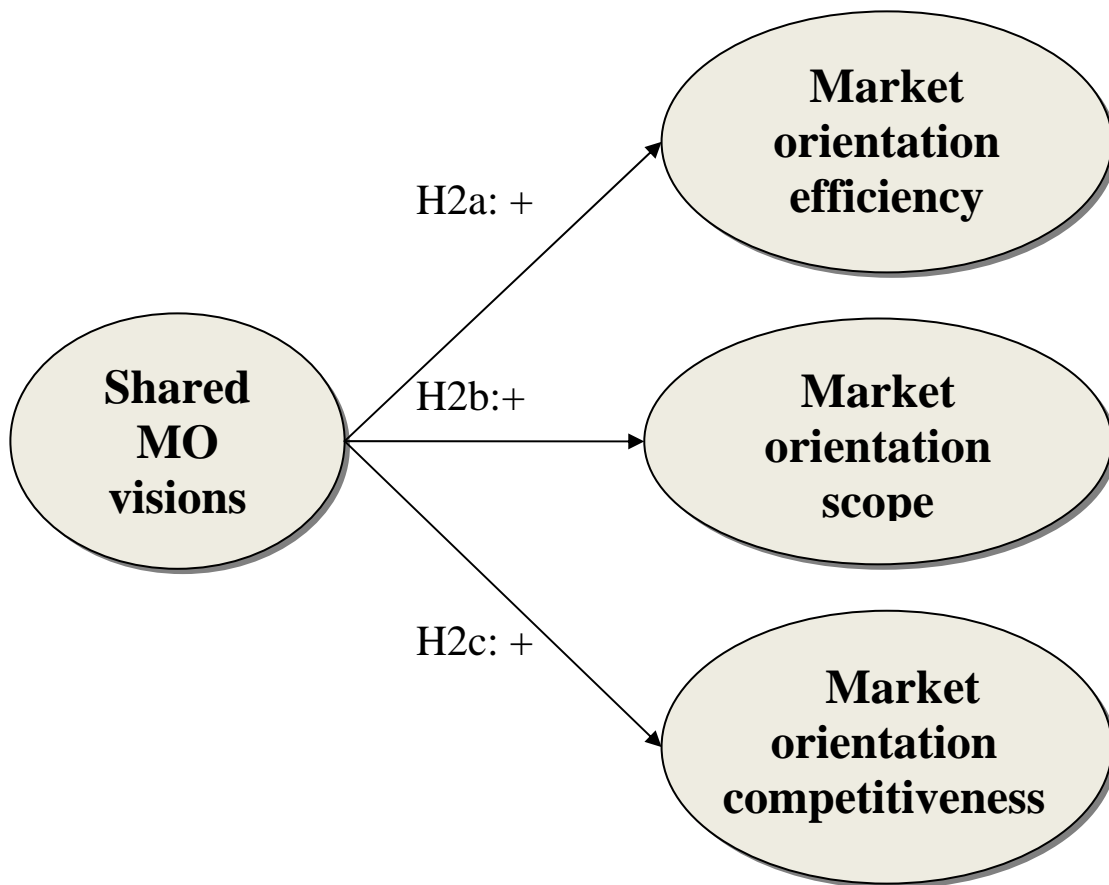 Market
orientation
efficiency
H2a: +
Shared
MO
visions
H2b:+
Market
orientation
scope
H2c: +
Market
orientation
competitiveness